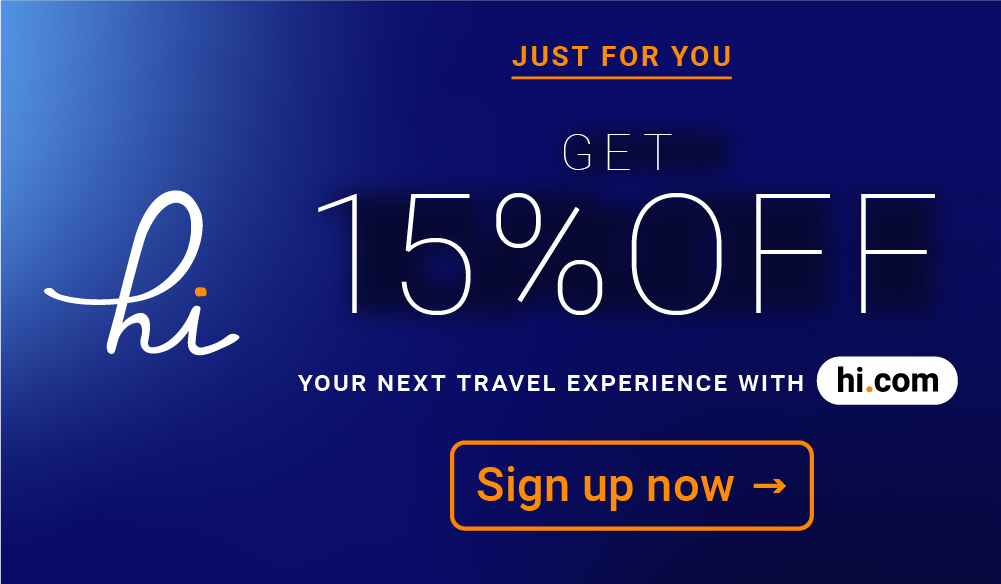 JUST FOR YOU
GET
15%OFF
hi
YOUR NEXT TRAVEL EXPERIENCE WITH hi.com
Sign up now →